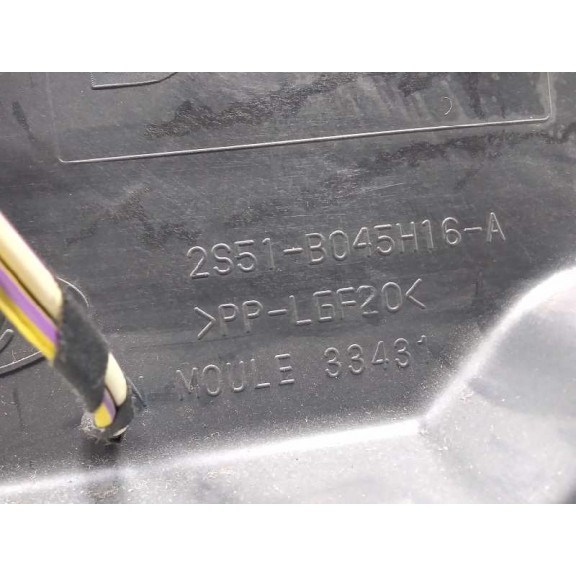 2S51-B045H16-A
>PP-LGF20<
N MOULE 33431